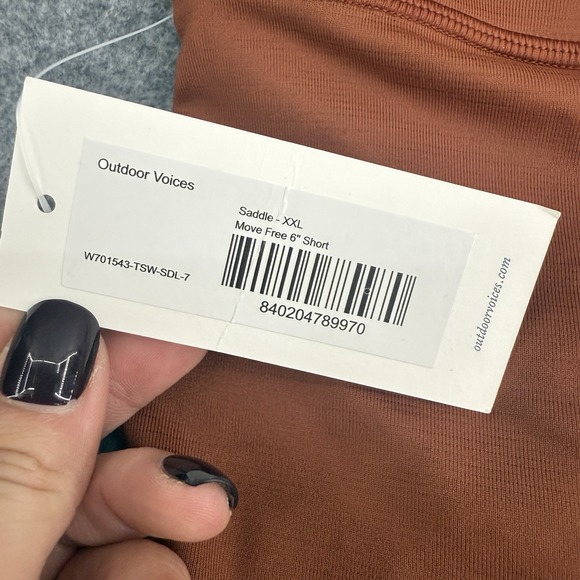 Outdoor Voices
Saddle - XXL
Move Free 6" Short
W701543-TSW-SDL-7
840204789970
outdoorvoices.com